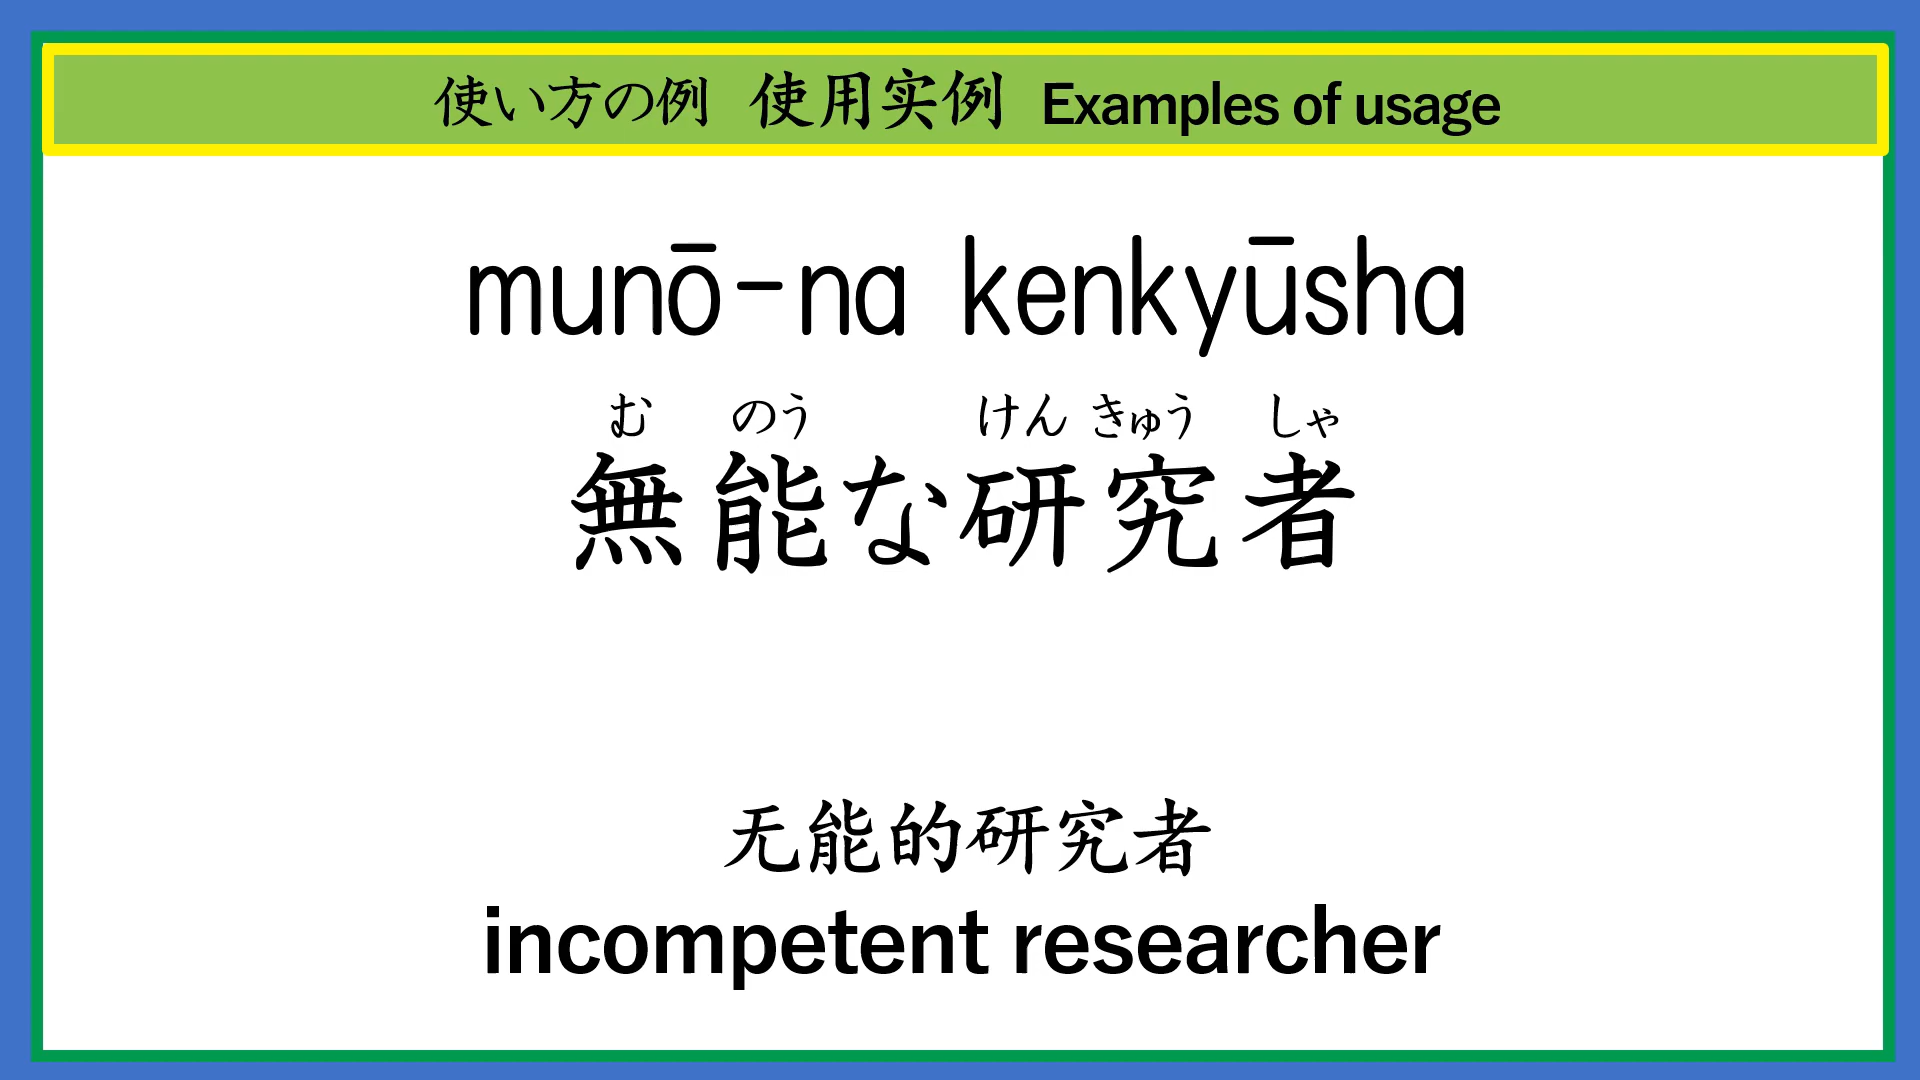 使い方の例 使用实例 Examples of usage
munō-na kenkyūsha
む のう けん きゅう しゃ
無能な研究者
无能的研究者
incompetent researcher